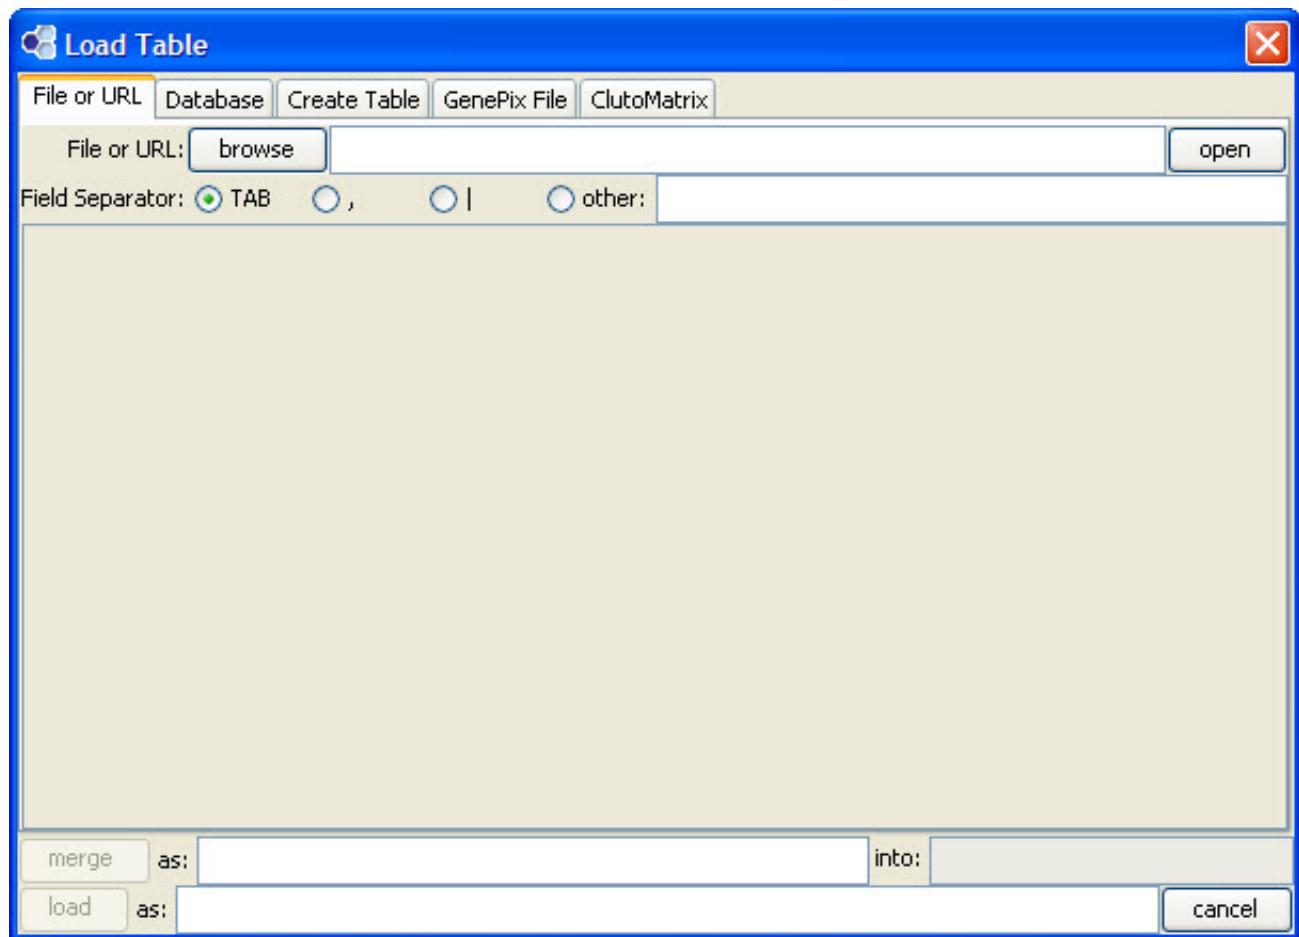 Load Table
File or URL Database Create Table GenePix File ClutoMatrix
File or URL: browse open
Field Separator: TAB , | other:
merge as: into:
load as: cancel